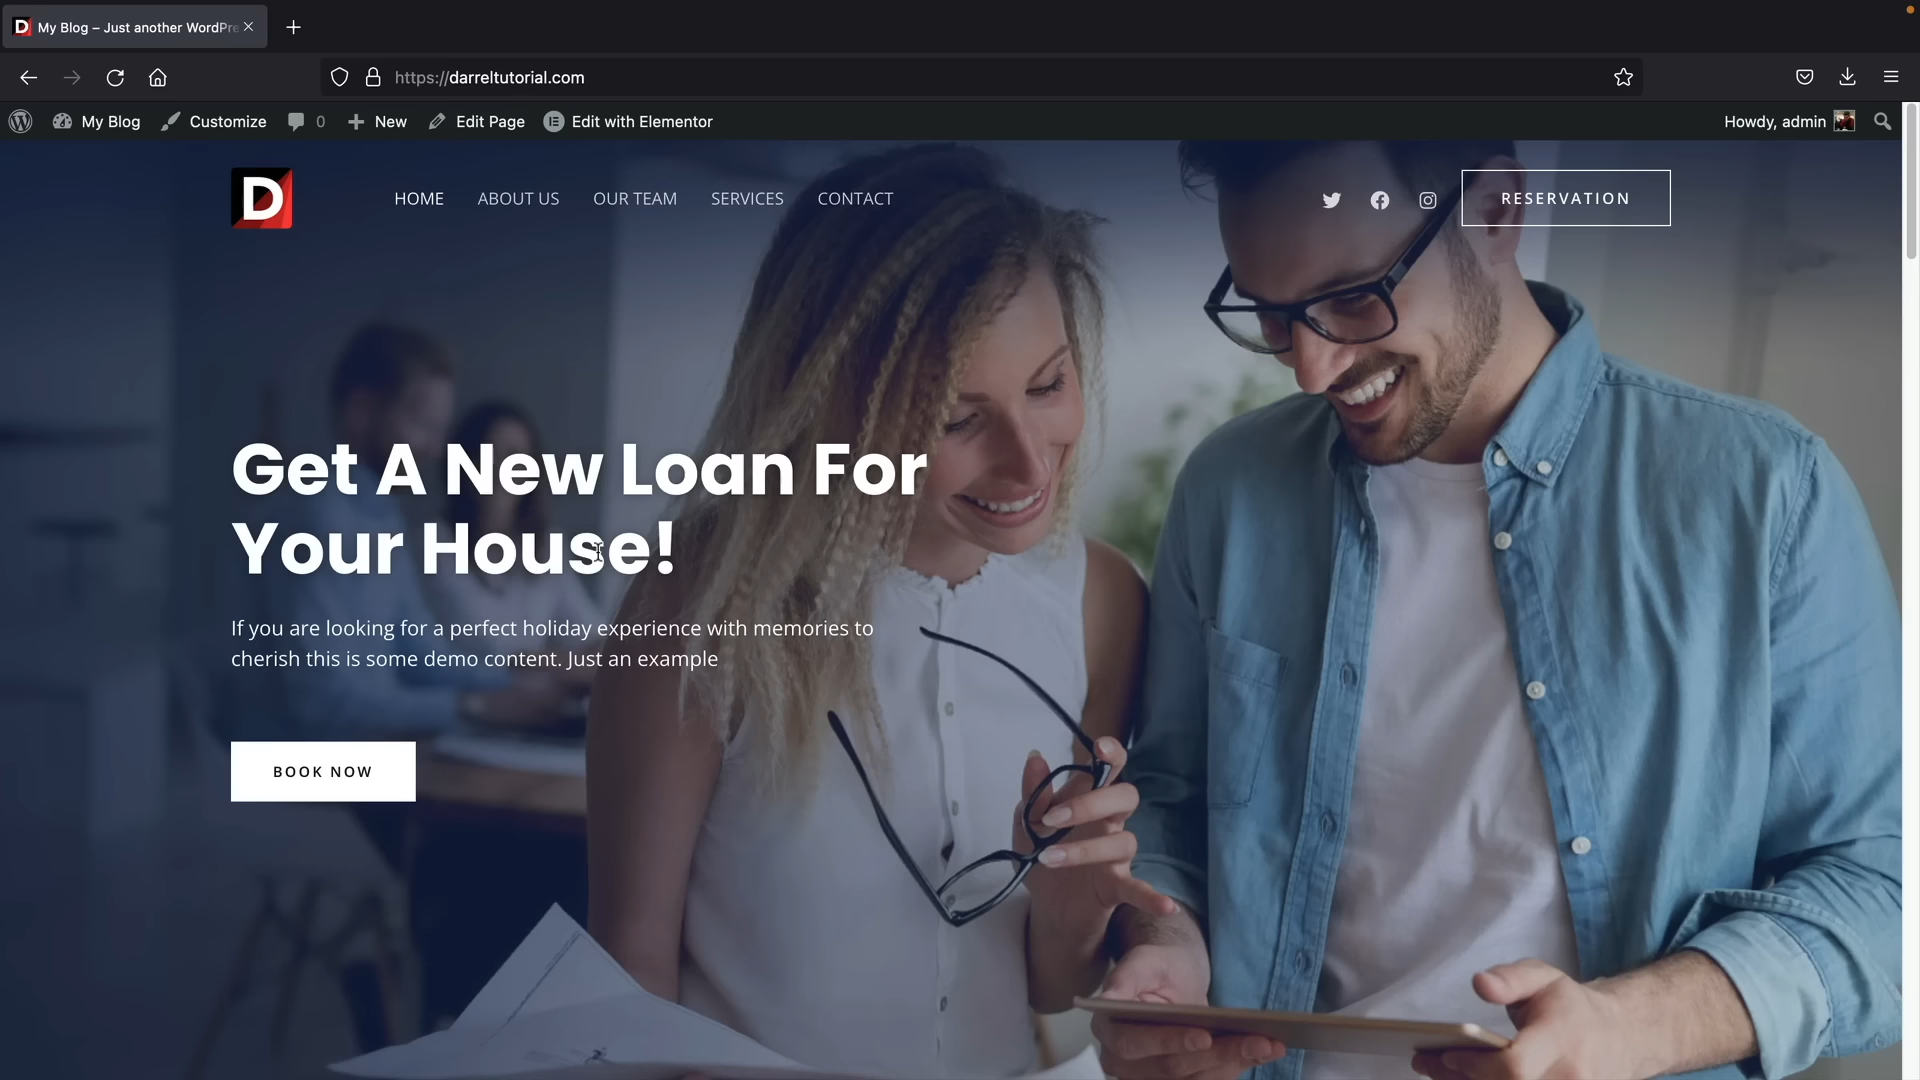 My Blog – Just another WordPre
https://darreltutorial.com
My Blog
Customize
0
New
Edit Page
Edit with Elementor
Howdy, admin
D
HOME
ABOUT US
OUR TEAM
SERVICES
CONTACT
RESERVATION
Get A New Loan For
Your House!
If you are looking for a perfect holiday experience with memories to
cherish this is some demo content. Just an example
BOOK NOW